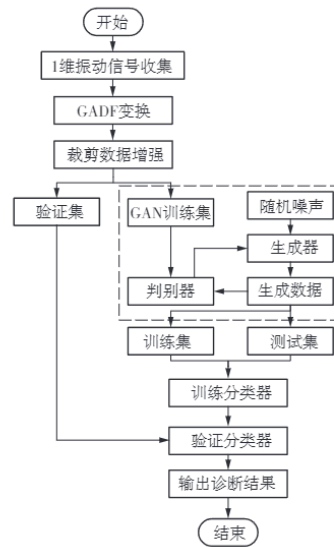 开始
1维振动信号收集
GADF变换
裁剪数据增强
验证集
GAN训练集
随机噪声
生成器
判别器
生成数据
训练集
测试集
训练分类器
验证分类器
输出诊断结果
结束